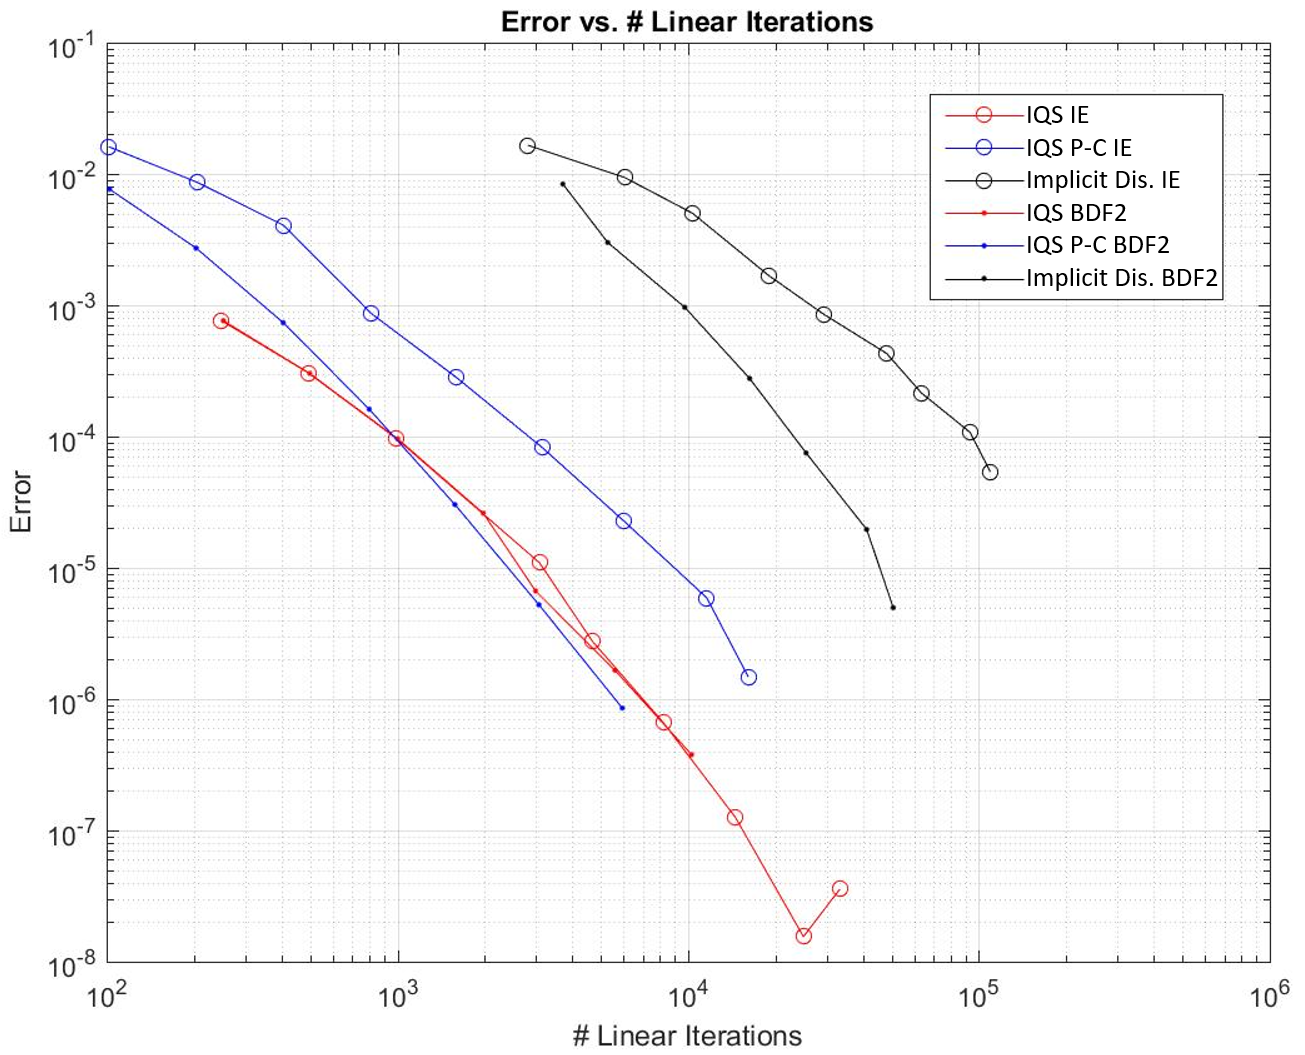 Error vs. # Linear Iterations
10^-1
10^-2
10^-3
10^-4
10^-5
10^-6
10^-7
10^-8
Error
IQS IE
IQS P-C IE
Implicit Dis. IE
IQS BDF2
IQS P-C BDF2
Implicit Dis. BDF2
10^2 10^3 10^4 10^5 10^6
# Linear Iterations